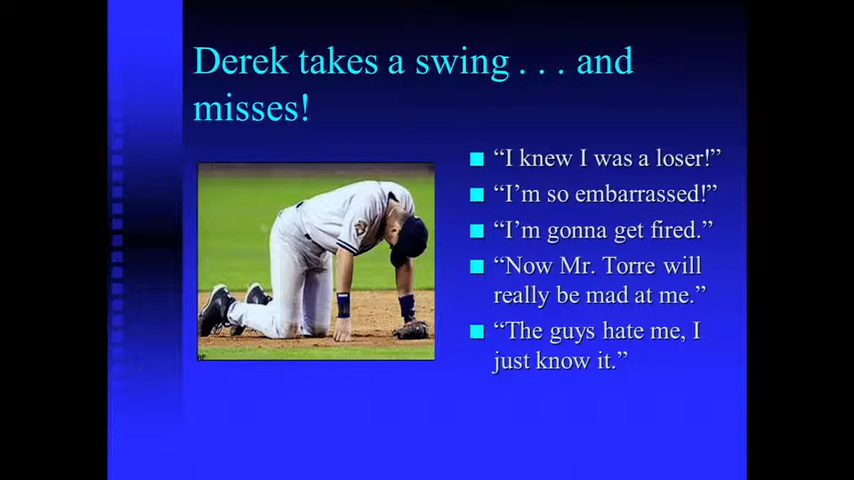 Derek takes a swing . . . and
misses!
“I knew I was a loser!”
“I’m so embarrassed!”
“I’m gonna get fired.”
“Now Mr. Torre will
really be mad at me.”
“The guys hate me, I
just know it.”